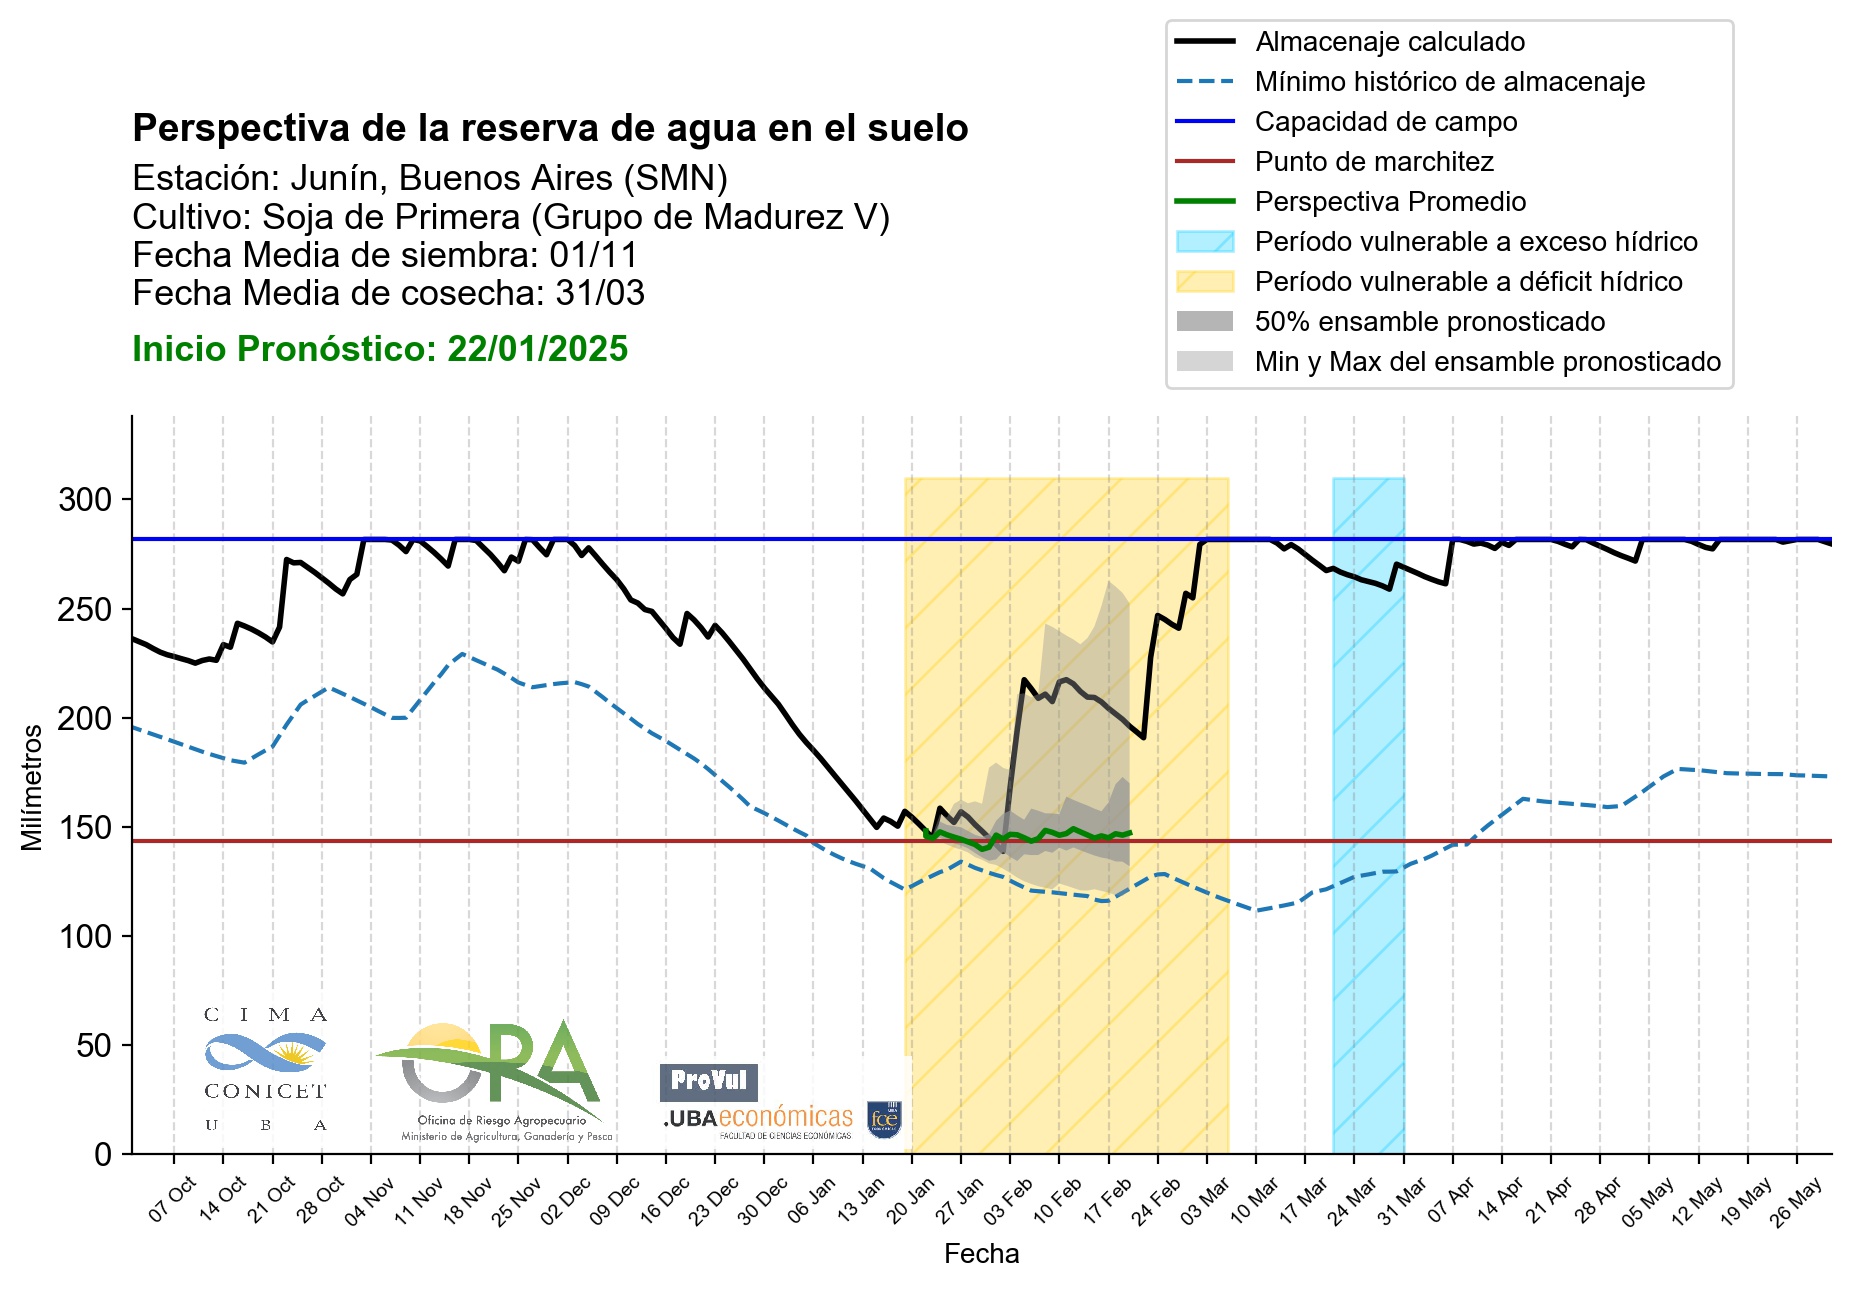 Almacenaje calculado
Mínimo histórico de almacenaje
Capacidad de campo
Punto de marchitez
Perspectiva Promedio
Período vulnerable a exceso hídrico
Período vulnerable a déficit hídrico
50% ensamble pronosticado
Min y Max del ensamble pronosticado
Perspectiva de la reserva de agua en el suelo
Estación: Junín, Buenos Aires (SMN)
Cultivo: Soja de Primera (Grupo de Madurez V)
Fecha Media de siembra: 01/11
Fecha Media de cosecha: 31/03
Inicio Pronóstico: 22/01/2025
Milímetros
300
250
200
150
100
50
0
CIMA
CONICET
UBA
ORA
Oficina de Riesgo Agropecuario
Ministerio de Agricultura, Ganadería y Pesca
ProVul
.UBAeconómicas
FACULTAD DE CIENCIAS ECONÓMICAS
fce
07 Oct
14 Oct
21 Oct
28 Oct
04 Nov
11 Nov
18 Nov
25 Nov
02 Dec
09 Dec
16 Dec
23 Dec
30 Dec
06 Jan
13 Jan
20 Jan
27 Jan
03 Feb
10 Feb
17 Feb
24 Feb
03 Mar
10 Mar
17 Mar
24 Mar
31 Mar
07 Apr
14 Apr
21 Apr
28 Apr
05 May
12 May
19 May
26 May
Fecha